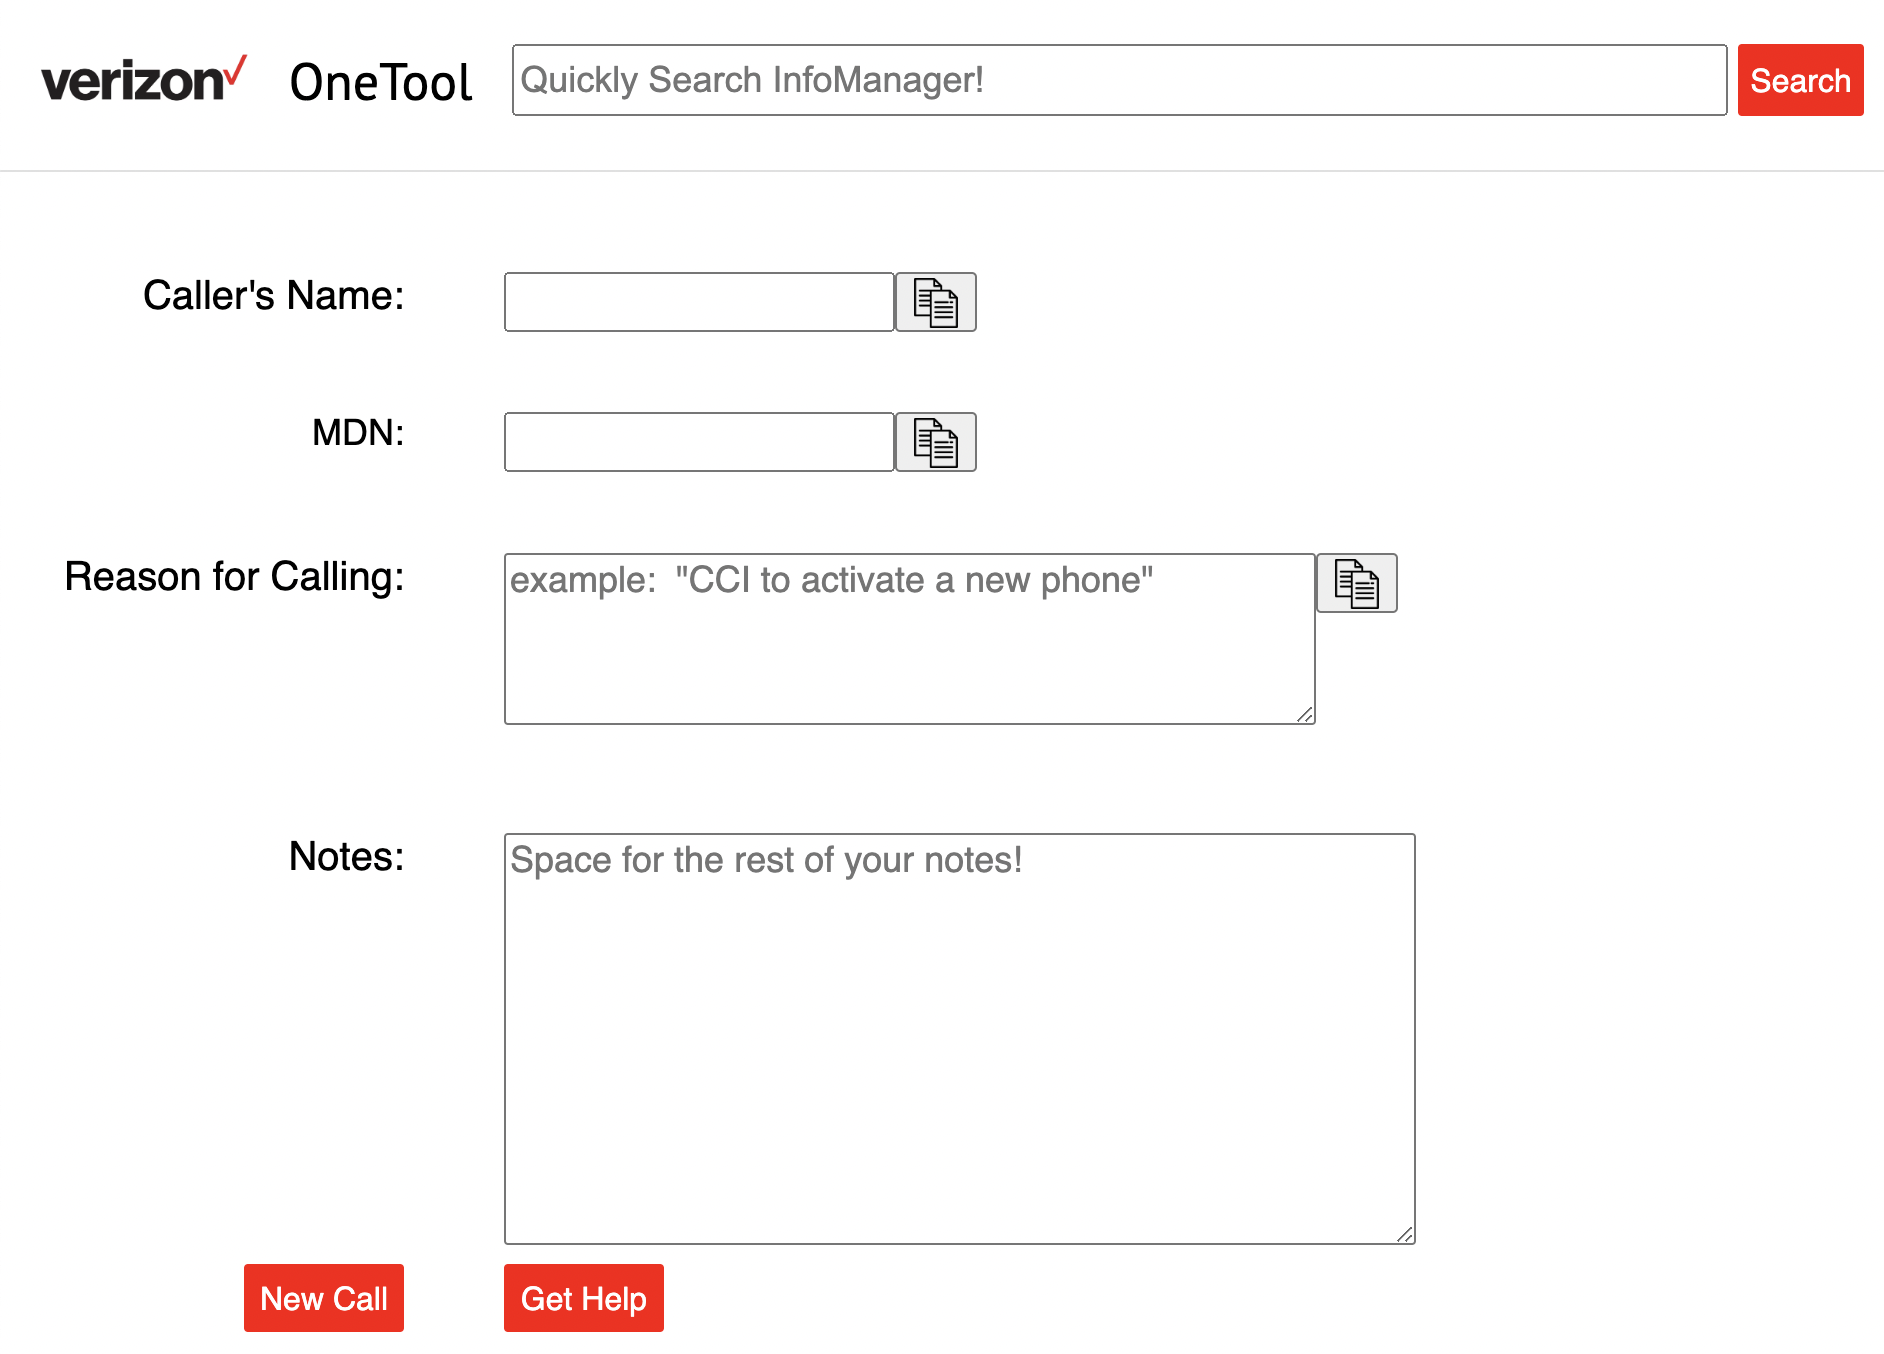 verizon OneTool Quickly Search InfoManager! Search
Caller's Name:
MDN:
Reason for Calling: example:  "CCI to activate a new phone"
Notes: Space for the rest of your notes!
New Call Get Help